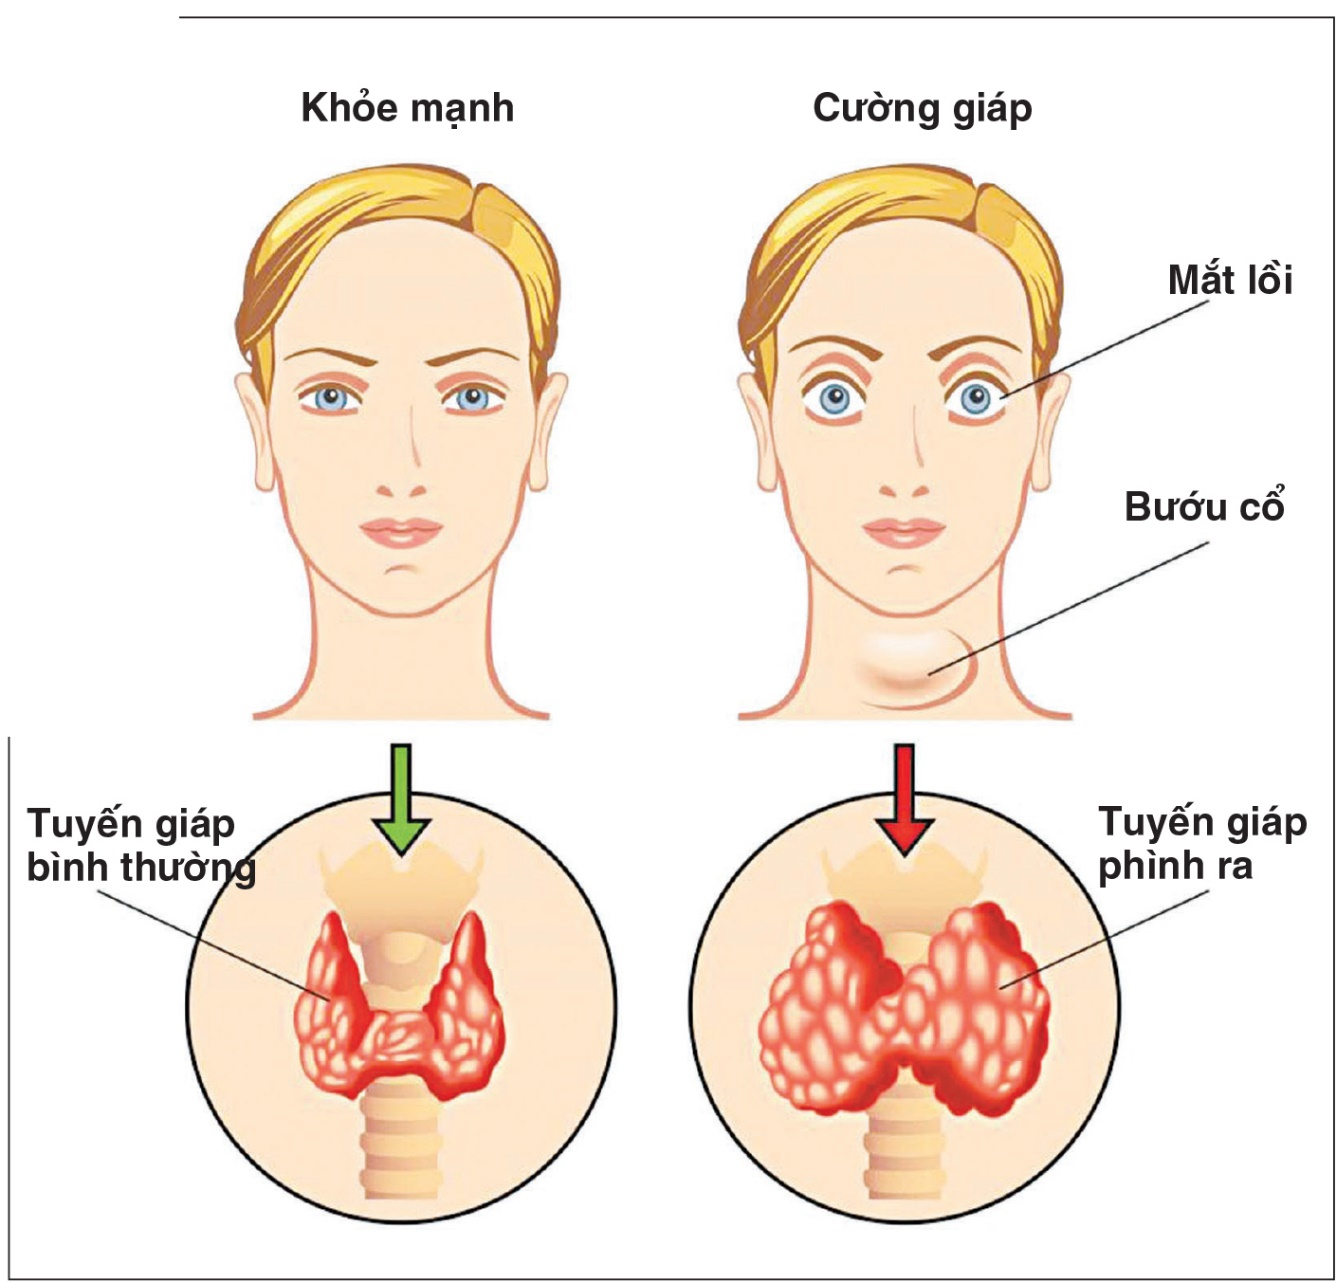 Khỏe mạnh
Cường giáp
Mắt lồi
Bướu cổ
Tuyến giáp
bình thường
Tuyến giáp
phình ra